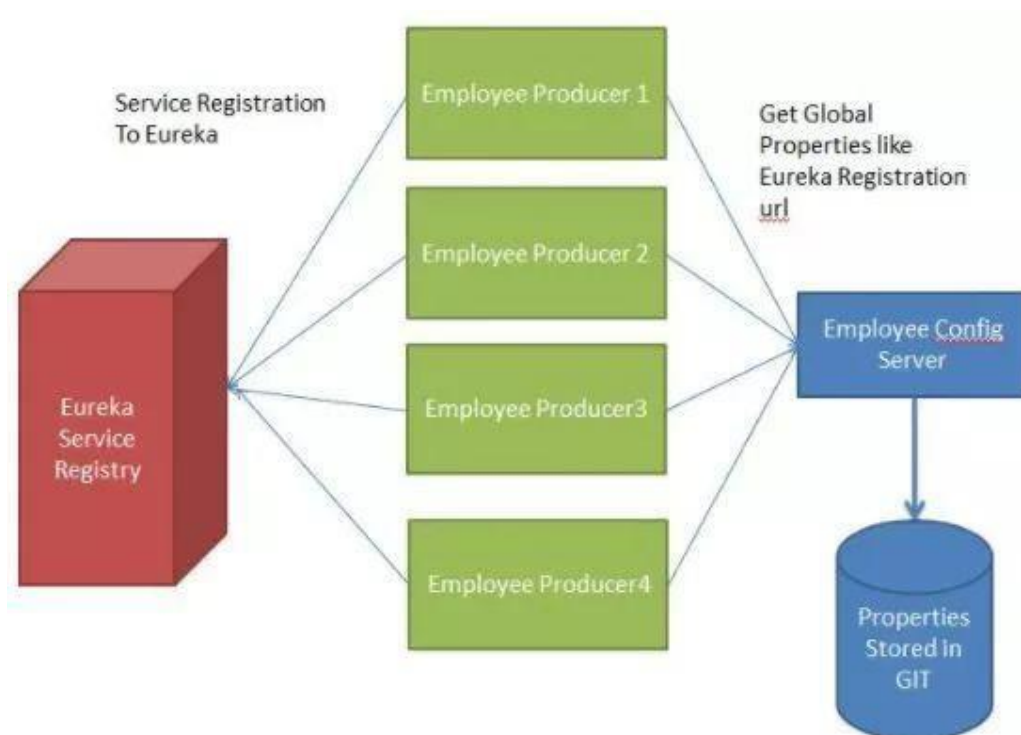 Service Registration
To Eureka
Employee Producer 1
Get Global
Properties like
Eureka Registration
url
Employee Producer 2
Employee Config
Server
Eureka
Service
Registry
Employee Producer3
Employee Producer4
Properties
Stored in
GIT